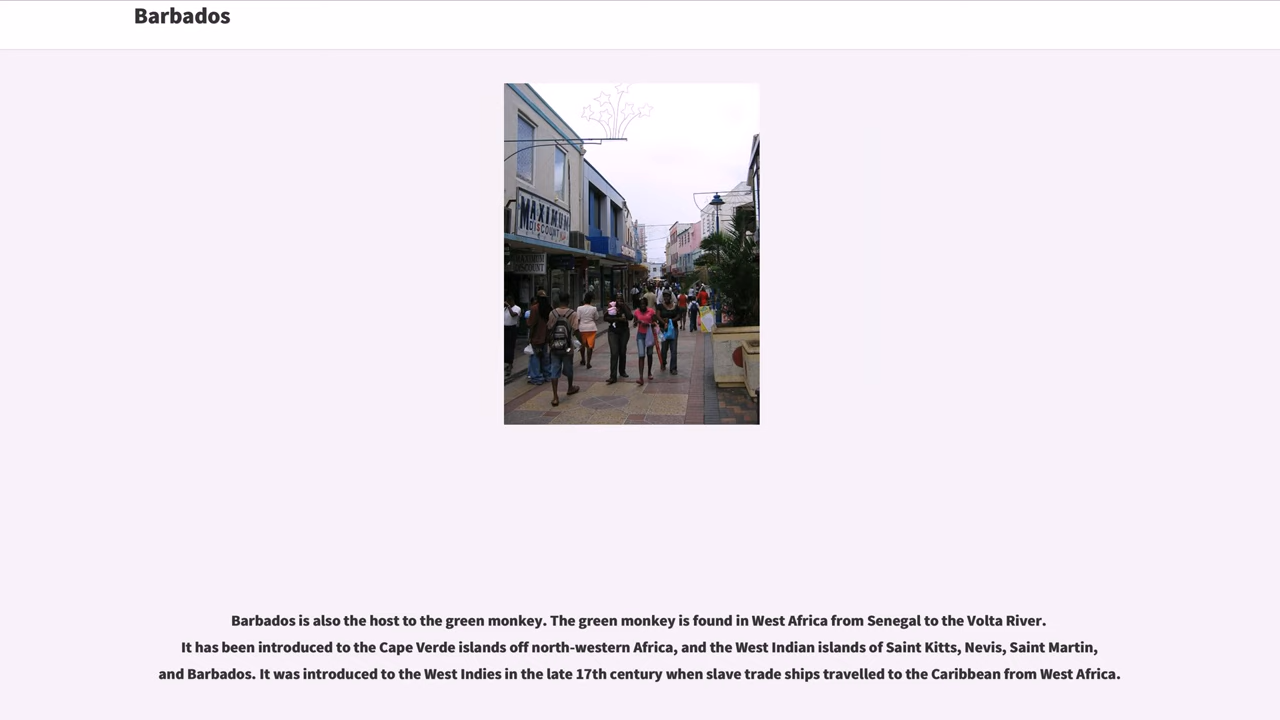 Barbados
MAXIMUM
DISCOUNT
MAXIMUM
DISCOUNT
Barbados is also the host to the green monkey. The green monkey is found in West Africa from Senegal to the Volta River.
It has been introduced to the Cape Verde islands off north-western Africa, and the West Indian islands of Saint Kitts, Nevis, Saint Martin,
and Barbados. It was introduced to the West Indies in the late 17th century when slave trade ships travelled to the Caribbean from West Africa.